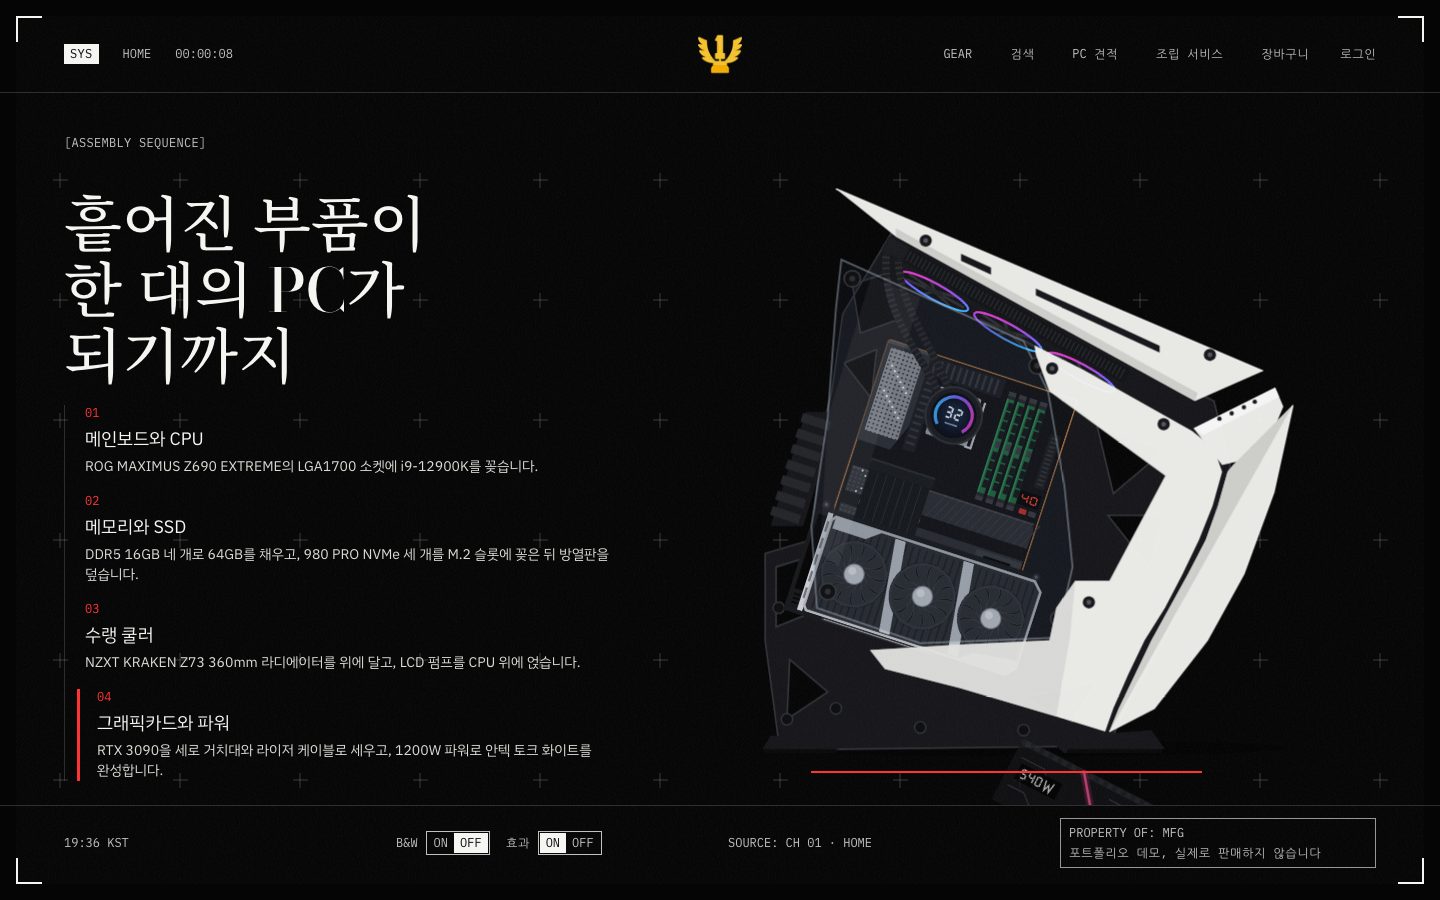 SYS HOME 00:00:08
GEAR 검색 PC 견적 조립 서비스 장바구니 로그인
[ASSEMBLY SEQUENCE]
흩어진 부품이
한 대의 PC가
되기까지
01
메인보드와 CPU
ROG MAXIMUS Z690 EXTREME의 LGA1700 소켓에 i9-12900K를 꽂습니다.
02
메모리와 SSD
DDR5 16GB 네 개로 64GB를 채우고, 980 PRO NVMe 세 개를 M.2 슬롯에 꽂은 뒤 방열판을
덮습니다.
03
수랭 쿨러
NZXT KRAKEN Z73 360mm 라디에이터를 위에 달고, LCD 펌프를 CPU 위에 얹습니다.
04
그래픽카드와 파워
RTX 3090을 세로 거치대와 라이저 케이블로 세우고, 1200W 파워로 안텍 토크 화이트를
완성합니다.
32
40
540W
19:36 KST
B&W ON OFF 효과 ON OFF
SOURCE: CH 01 · HOME
PROPERTY OF: MFG
포트폴리오 데모, 실제로 판매하지 않습니다